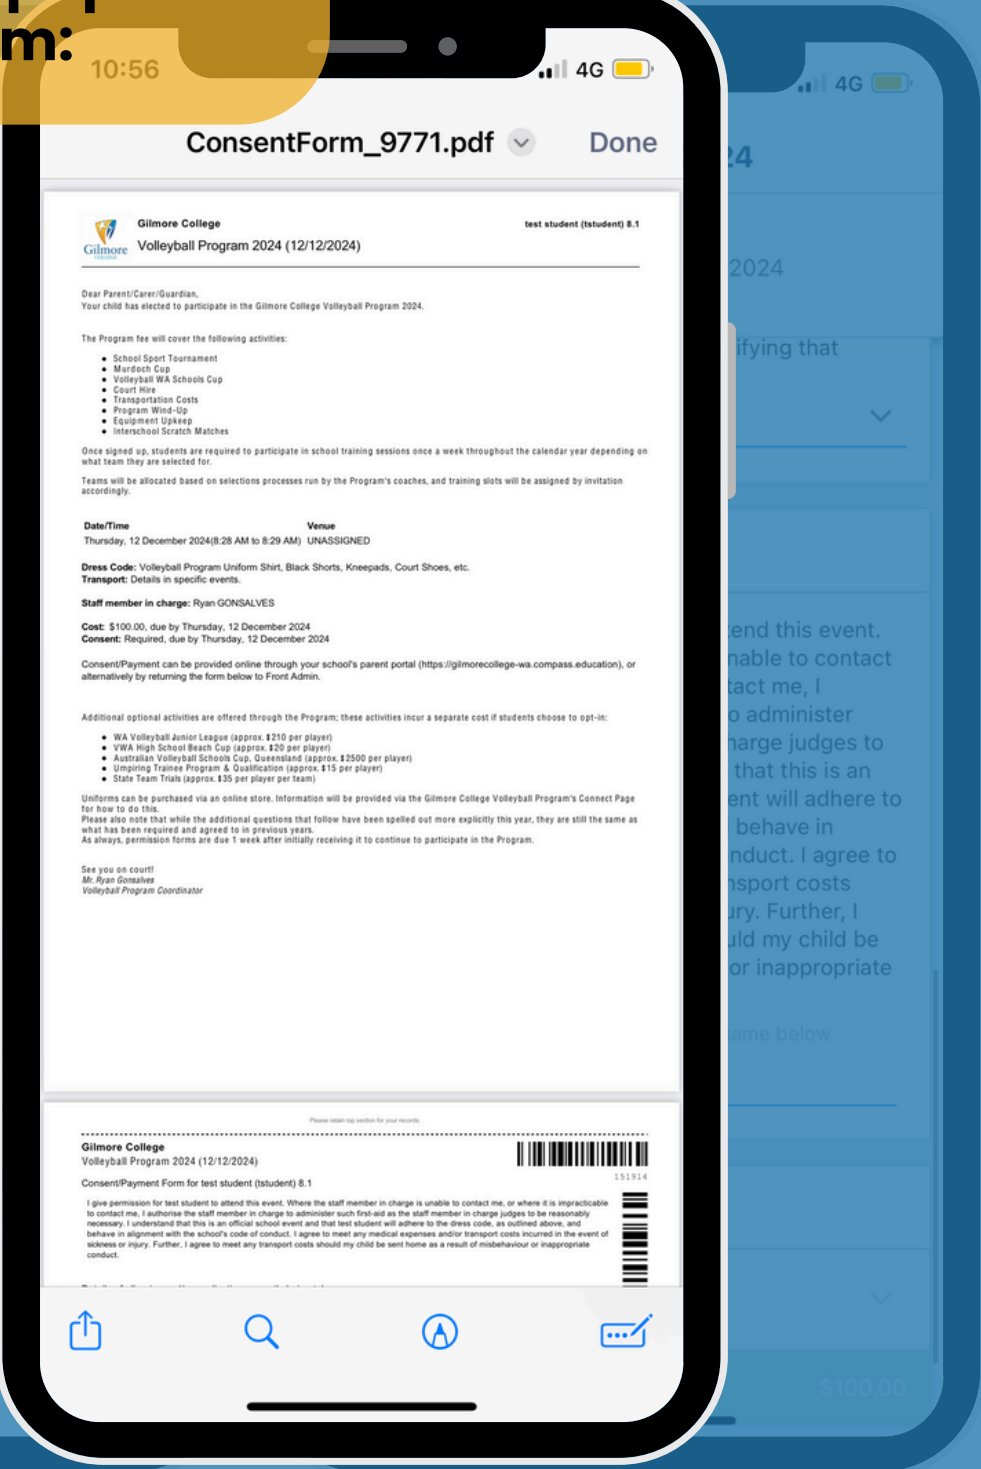 m:
10:56
4G
ConsentForm_9771.pdf
Done
Gilmore College
test student (tstudent) 8.1
Gilmore
COLLEGE
Volleyball Program 2024 (12/12/2024)
Dear Parent/Carer/Guardian,
Your child has elected to participate in the Gilmore College Volleyball Program 2024.
The Program fee will cover the following activities:
• School Sport Tournament
• Murdoch Cup
• Volleyball WA Schools Cup
• Court Hire
• Transportation Costs
• Program Wind-Up
• Equipment Upkeep
• Interschool Scratch Matches
Once signed up, students are required to participate in school training sessions once a week throughout the calendar year depending on
what team they are selected for.
Teams will be allocated based on selections processes run by the Program's coaches, and training slots will be assigned by invitation
accordingly.
Date/Time Venue
Thursday, 12 December 2024(8:28 AM to 8:29 AM) UNASSIGNED
Dress Code: Volleyball Program Uniform Shirt, Black Shorts, Kneepads, Court Shoes, etc.
Transport: Details in specific events.
Staff member in charge: Ryan GONSALVES
Cost: $100.00, due by Thursday, 12 December 2024
Consent: Required, due by Thursday, 12 December 2024
Consent/Payment can be provided online through your school's parent portal (https://gilmorecollege-wa.compass.education), or
alternatively by returning the form below to Front Admin.
Additional optional activities are offered through the Program; these activities incur a separate cost if students choose to opt-in:
• WA Volleyball Junior League (approx. $210 per player)
• VWA High School Beach Cup (approx. $20 per player)
• Australian Volleyball Schools Cup, Queensland (approx. $2500 per player)
• Umpiring Trainee Program & Qualification (approx. $15 per player)
• State Team Trials (approx. $35 per player per team)
Uniforms can be purchased via an online store. Information will be provided via the Gilmore College Volleyball Program's Connect Page
for how to do this.
Please also note that while the additional questions that follow have been spelled out more explicitly this year, they are still the same as
what has been required and agreed to in previous years.
As always, permission forms are due 1 week after initially receiving it to continue to participate in the Program.
See you on court!
Mr. Ryan Gonsalves
Volleyball Program Coordinator
Please retain top section for your records.
Gilmore College
Volleyball Program 2024 (12/12/2024)
151914
Consent/Payment Form for test student (tstudent) 8.1
I give permission for test student to attend this event. Where the staff member in charge is unable to contact me, or where it is impracticable
to contact me, I authorise the staff member in charge to administer such first-aid as the staff member in charge judges to be reasonably
necessary. I understand that this is an official school event and that test student will adhere to the dress code, as outlined above, and
behave in alignment with the school's code of conduct. I agree to meet any medical expenses and/or transport costs incurred in the event of
sickness or injury. Further, I agree to meet any transport costs should my child be sent home as a result of misbehaviour or inappropriate
conduct.
4G
24
2024
ifying that
end this event.
nable to contact
tact me, I
o administer
harge judges to
that this is an
ent will adhere to
behave in
nduct. I agree to
nsport costs
ury. Further, I
uld my child be
or inappropriate
ame below
$100.00